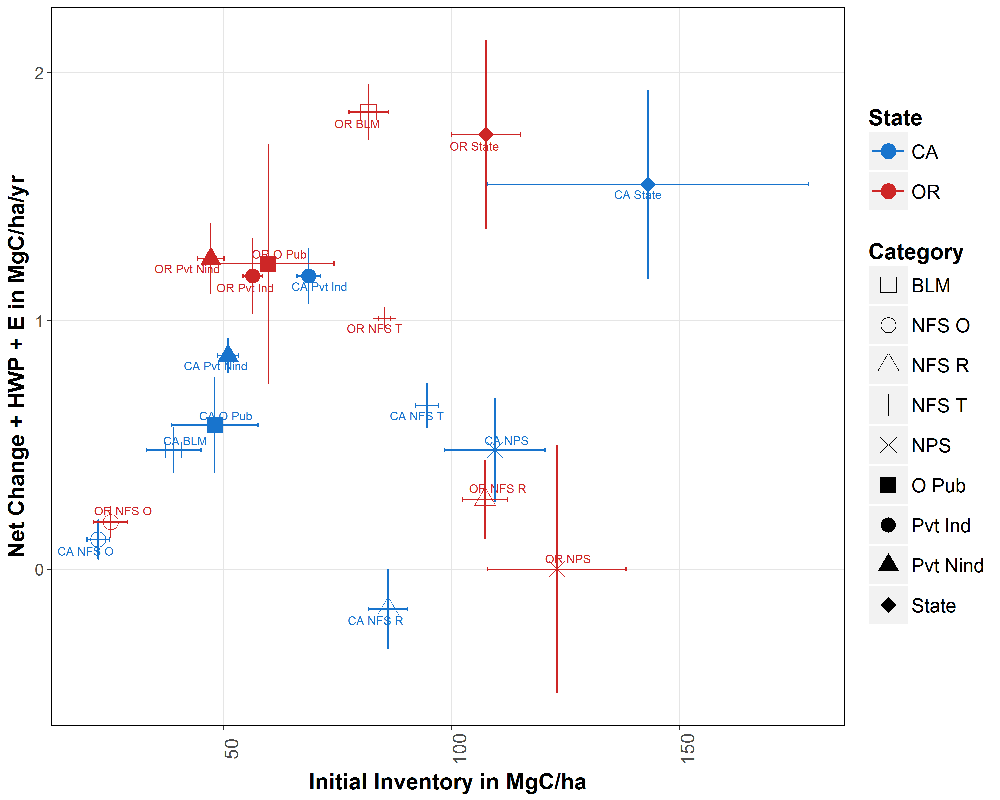 Net Change + HWP + E in MgC/ha/yr
2
1
0
OR BLM
OR State
CA State
OR O Pub
OR Pvt Nind
OR Pvt Ind
CA Pvt Ind
OR NFS T
CA Pvt Nind
CA O Pub
CA NFS T
CA BLM
CA NPS
OR NFS R
OR NFS O
CA NFS O
OR NPS
CA NFS R
50
100
150
Initial Inventory in MgC/ha
State
CA
OR
Category
BLM
NFS O
NFS R
NFS T
NPS
O Pub
Pvt Ind
Pvt Nind
State